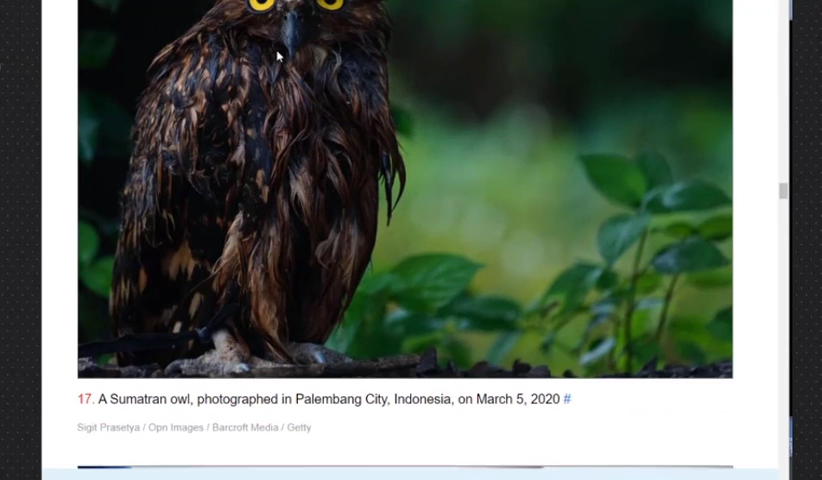 17. A Sumatran owl, photographed in Palembang City, Indonesia, on March 5, 2020 #
Sigit Prasetya / Opn Images / Barcroft Media / Getty